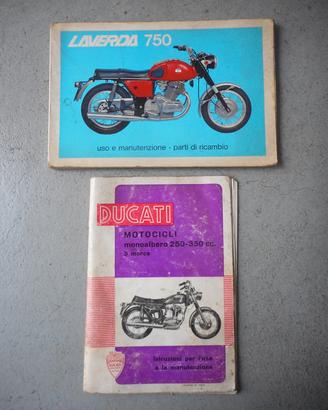 LAVERDA 750
uso e manutenzione - parti di ricambio
DUCATI
MOTOCICLI
monoalbero 250-350 cc.
5 marce
Istruzioni per l'uso
e la manutenzione